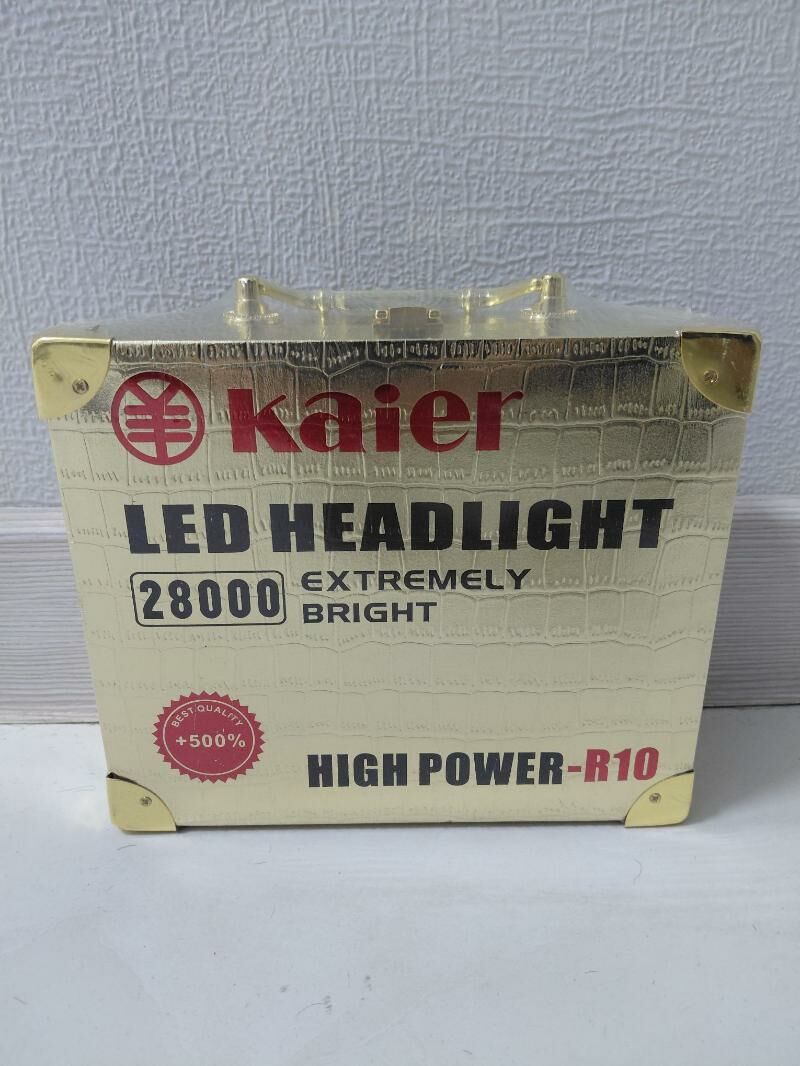 kaier
LED HEADLIGHT
28000 EXTREMELY
BRIGHT
BEST QUALITY
+500%
HIGH POWER-R10